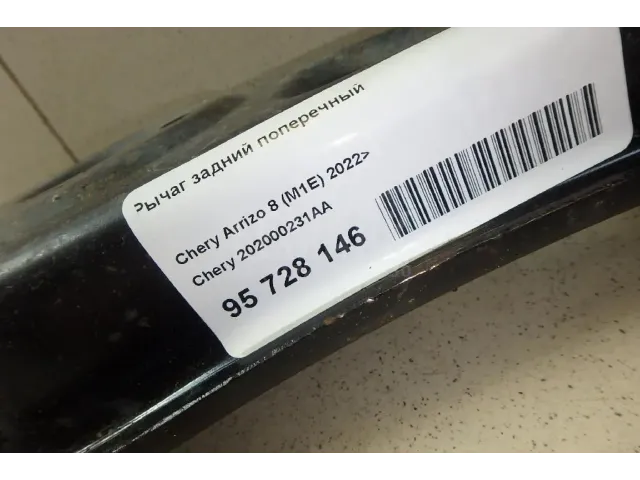 Рычаг задний поперечный
Chery Arrizo 8 (M1E) 2022>
Chery 202000231AA
95 728 146